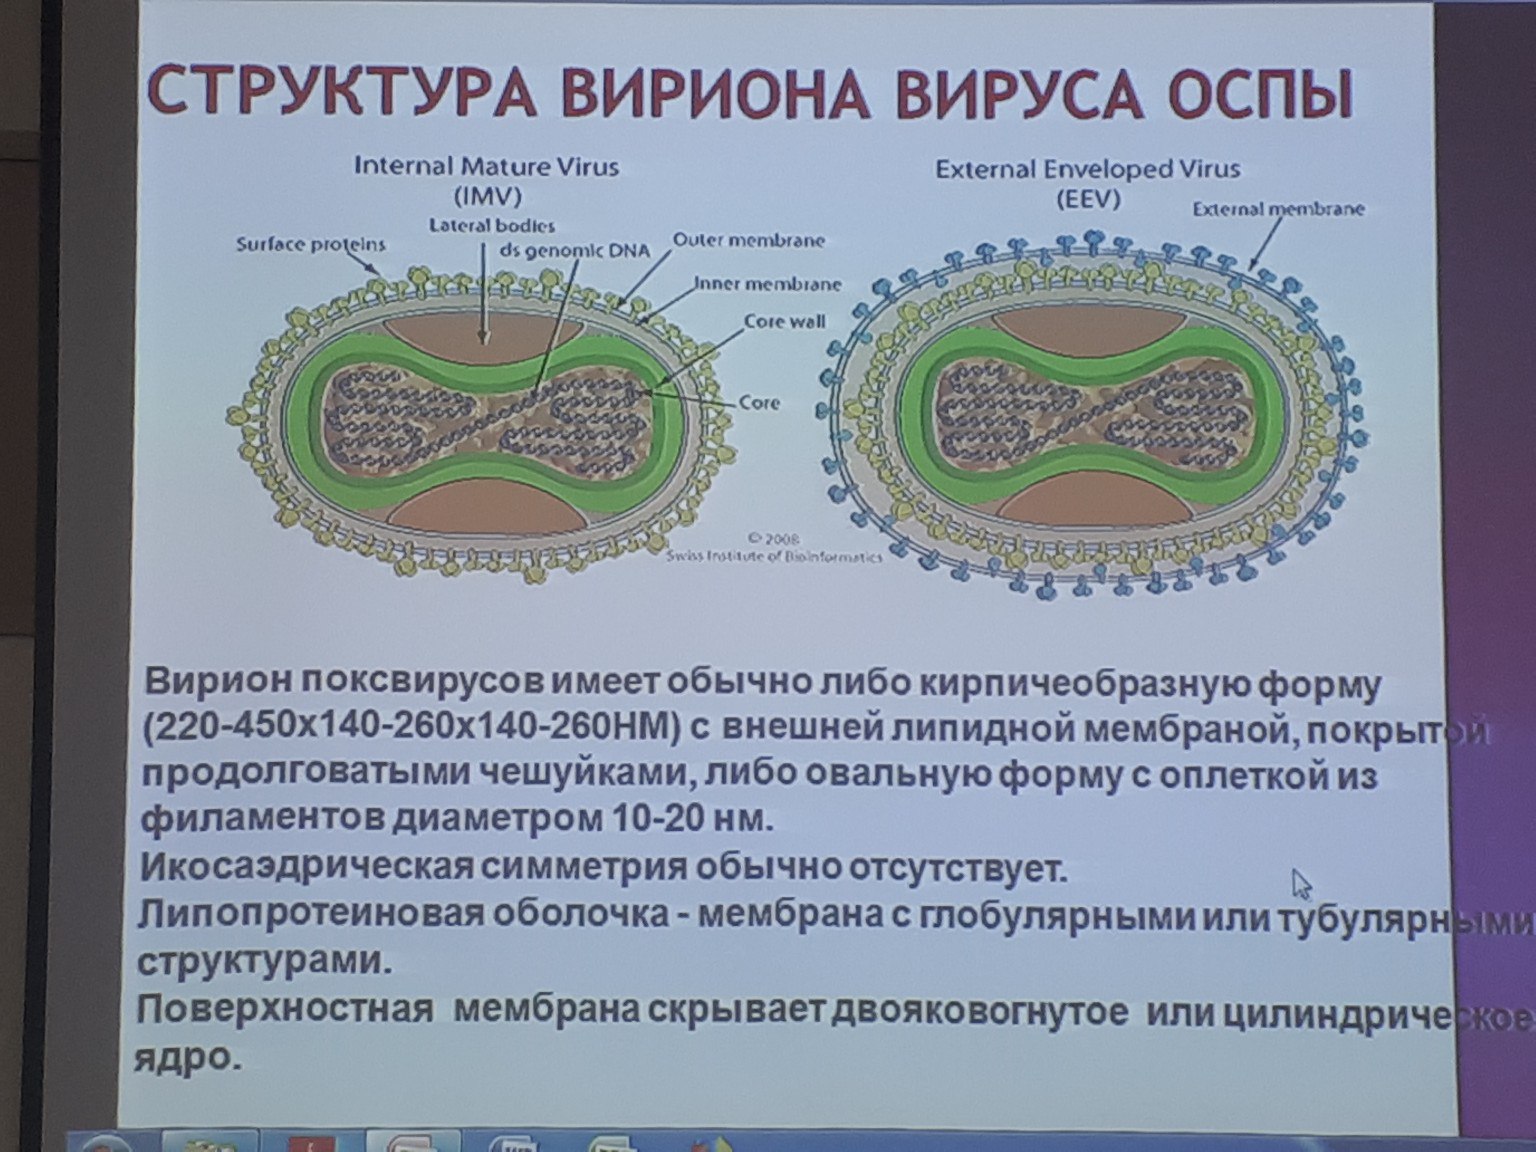 СТРУКТУРА ВИРИОНА ВИРУСА ОСПЫ
Internal Mature Virus
(IMV)
Lateral bodies
Surface proteins
ds genomic DNA
Outer membrane
Inner membrane
Core wall
Core
External Enveloped Virus
(EEV)
External membrane
© 2008
Swiss Institute of Bioinformatics
Вирион поксвирусов имеет обычно либо кирпичеобразную форму
(220-450х140-260х140-260НМ) с внешней липидной мембраной, покрытой
продолговатыми чешуйками, либо овальную форму с оплеткой из
филаментов диаметром 10-20 нм.
Икосаэдрическая симметрия обычно отсутствует.
Липопротеиновая оболочка - мембрана с глобулярными или тубулярными
структурами.
Поверхностная мембрана скрывает двояковогнутое или цилиндрическое
ядро.